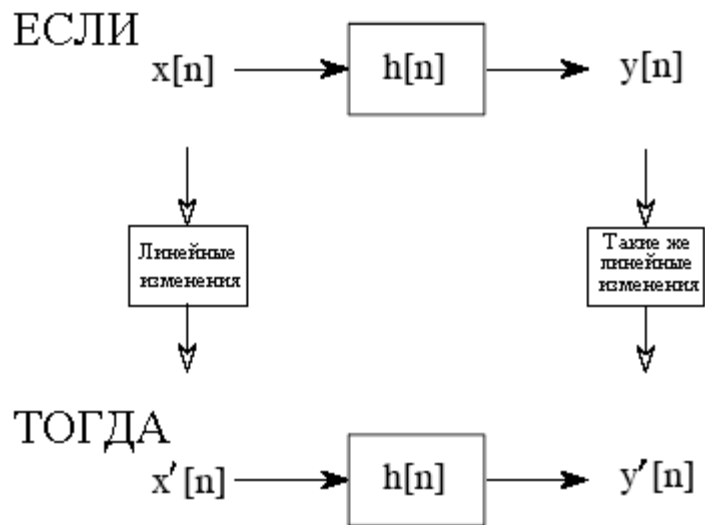 ЕСЛИ
x[n] h[n] y[n]
Линейные
изменения
Такие же
линейные
изменения
ТОГДА
x'[n] h[n] y'[n]